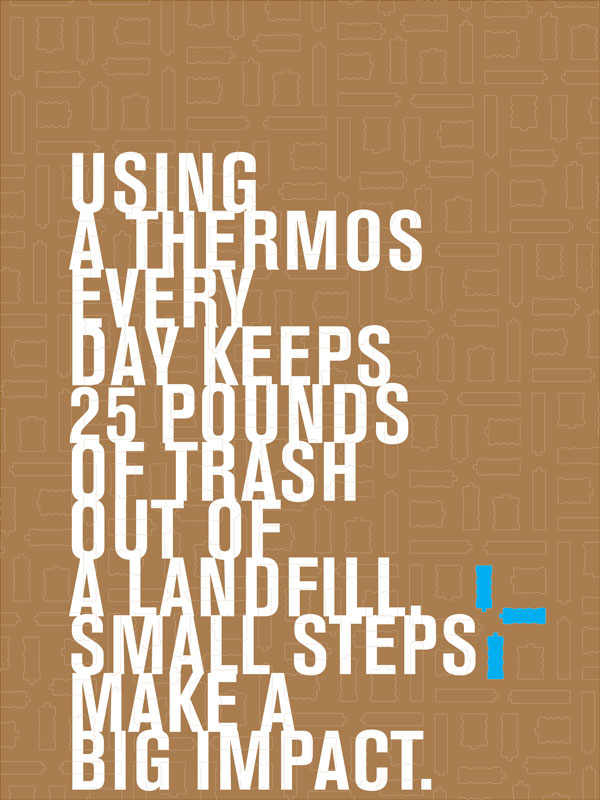 USING
A THERMOS
EVERY
DAY KEEPS
25 POUNDS
OF TRASH
OUT OF
A LANDFILL.
SMALL STEPS
MAKE A
BIG IMPACT.